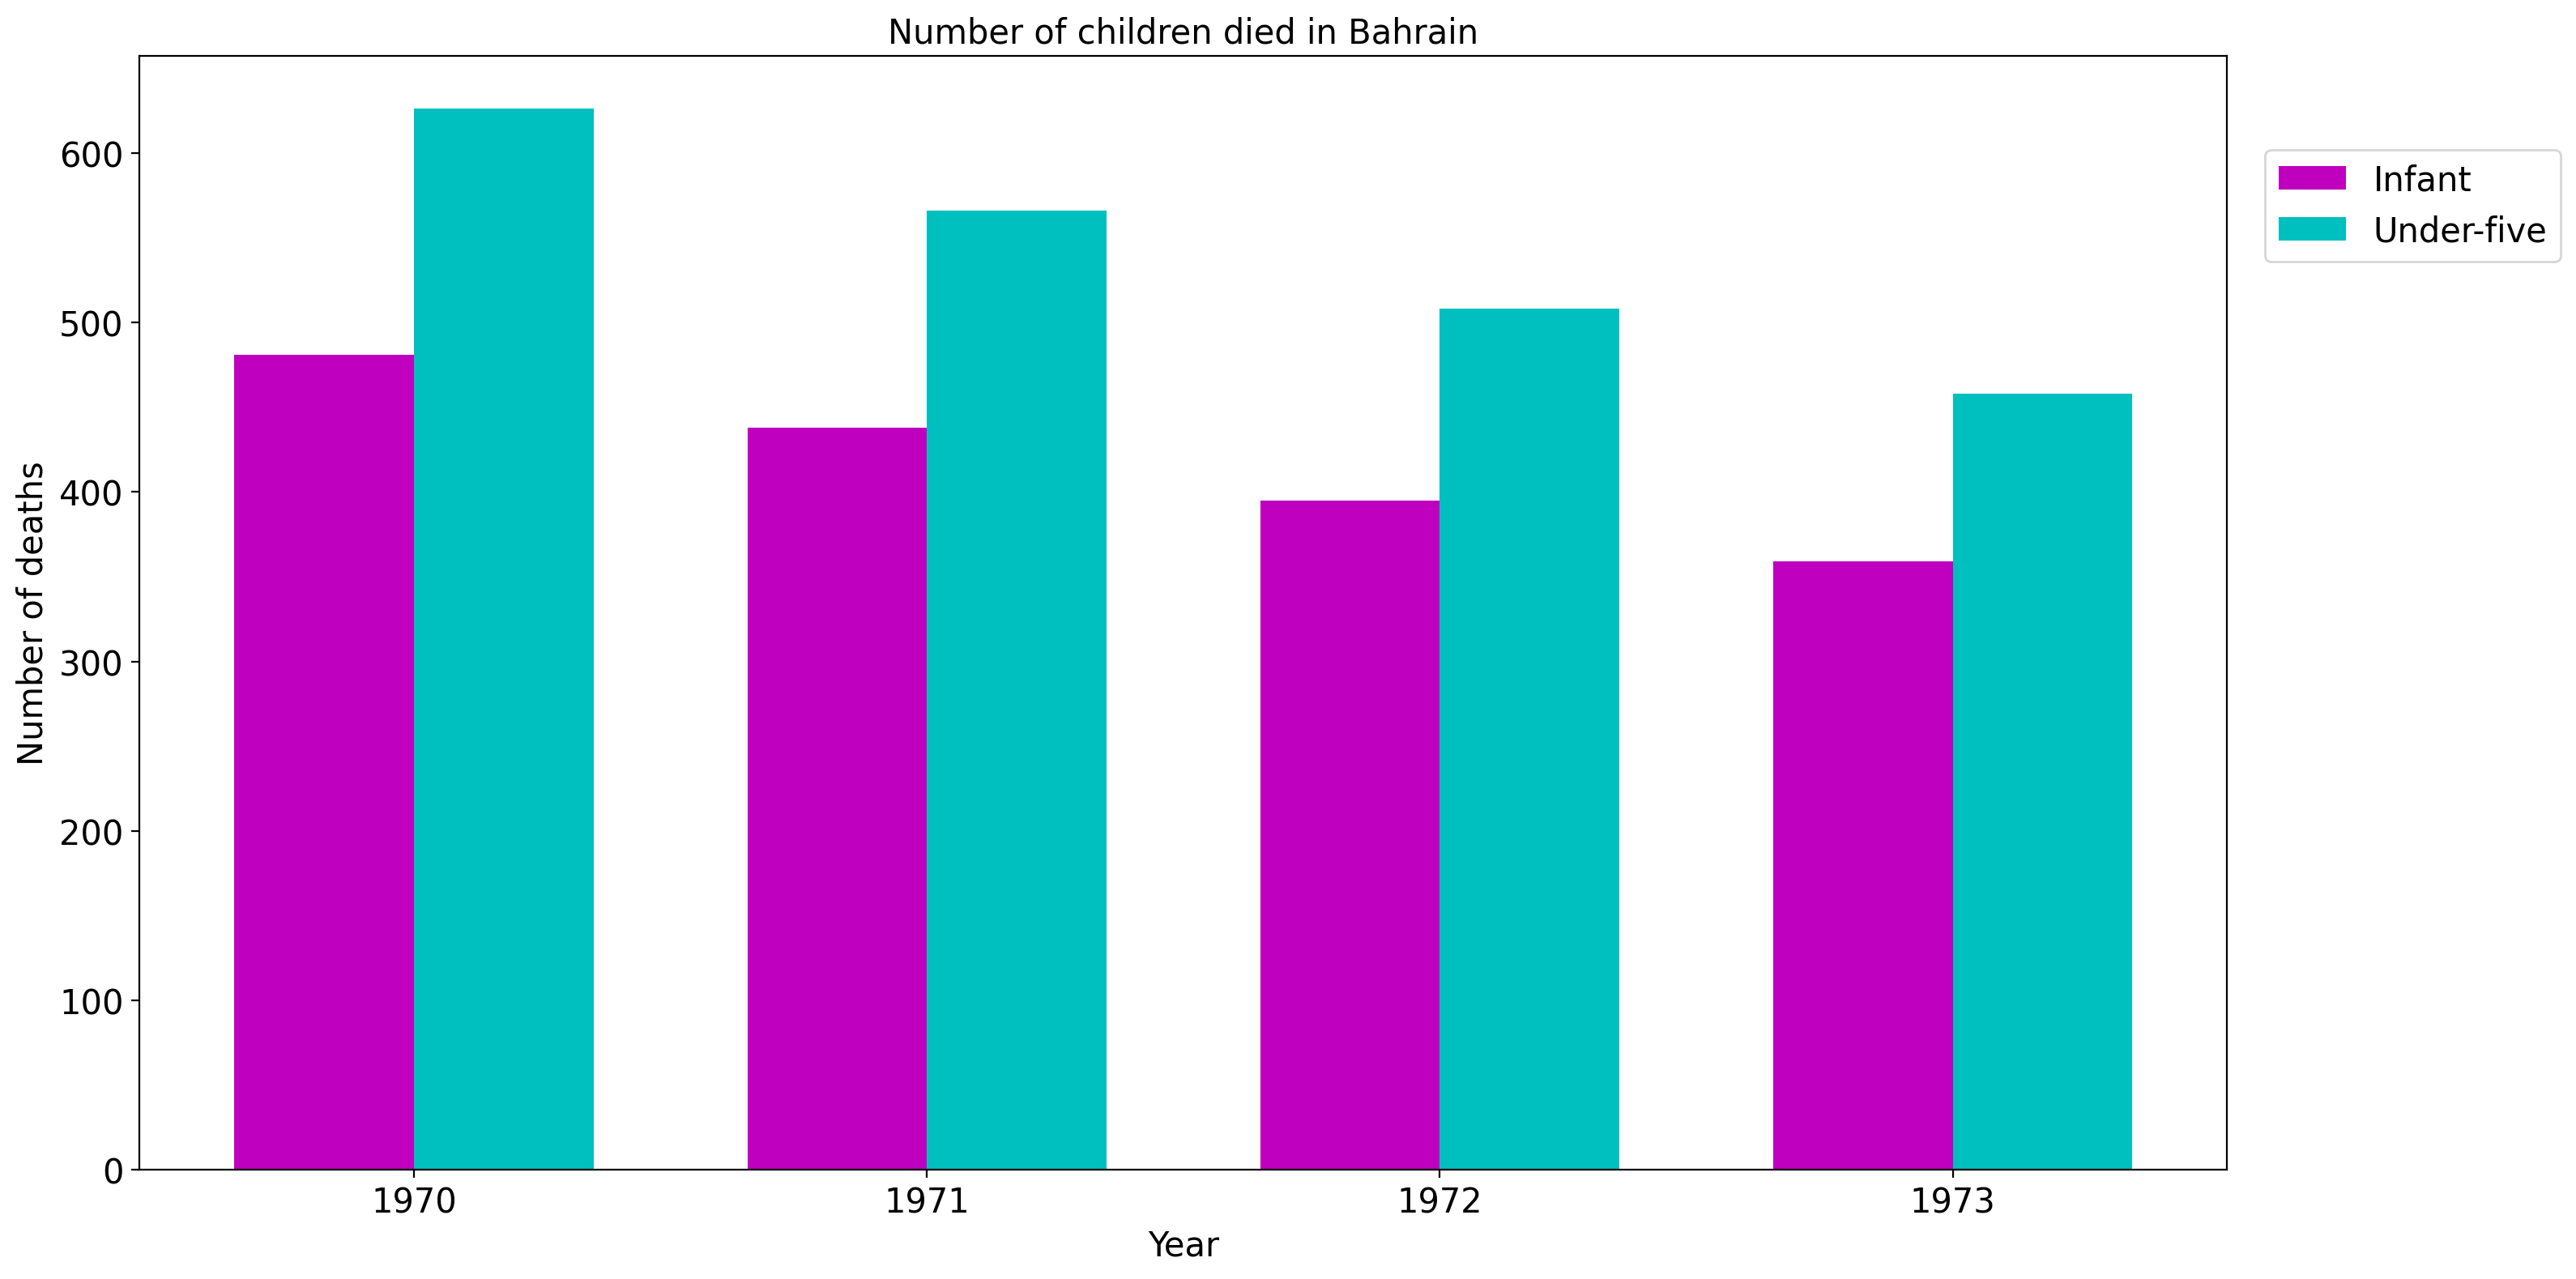 Number of children died in Bahrain
Number of deaths
600
500
400
300
200
100
0
1970 1971 1972 1973
Year
Infant
Under-five